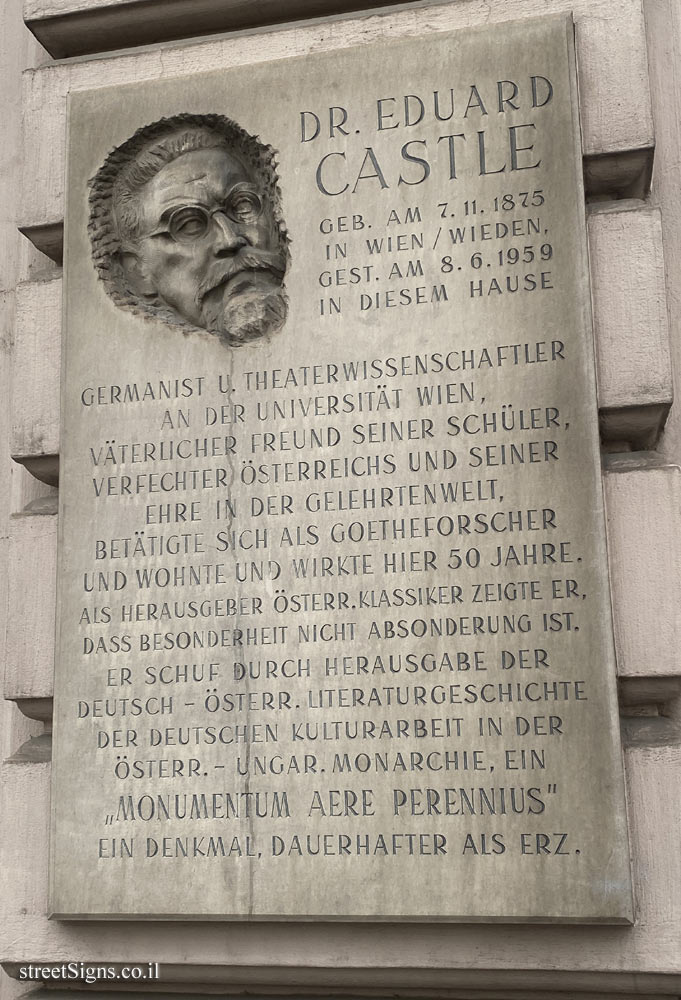 DR. EDUARD
CASTLE
GEB. AM 7.11.1875
IN WIEN/WIEDEN,
GEST. AM 8.6.1959
IN DIESEM HAUSE
GERMANIST U. THEATERWISSENSCHAFTLER
AN DER UNIVERSITÄT WIEN,
VÄTERLICHER FREUND SEINER SCHÜLER,
VERFECHTER ÖSTERREICHS UND SEINER
EHRE IN DER GELEHRTENWELT,
BETÄTIGTE SICH ALS GOETHEFORSCHER
UND WOHNTE UND WIRKTE HIER 50 JAHRE.
ALS HERAUSGEBER ÖSTERR. KLASSIKER ZEIGTE ER,
DASS BESONDERHEIT NICHT ABSONDERUNG IST.
ER SCHUF DURCH HERAUSGABE DER
DEUTSCH - ÖSTERR. LITERATURGESCHICHTE
DER DEUTSCHEN KULTURARBEIT IN DER
ÖSTERR. - UNGAR. MONARCHIE, EIN
„MONUMENTUM AERE PERENNIUS"
EIN DENKMAL, DAUERHAFTER ALS ERZ.
streetSigns.co.il